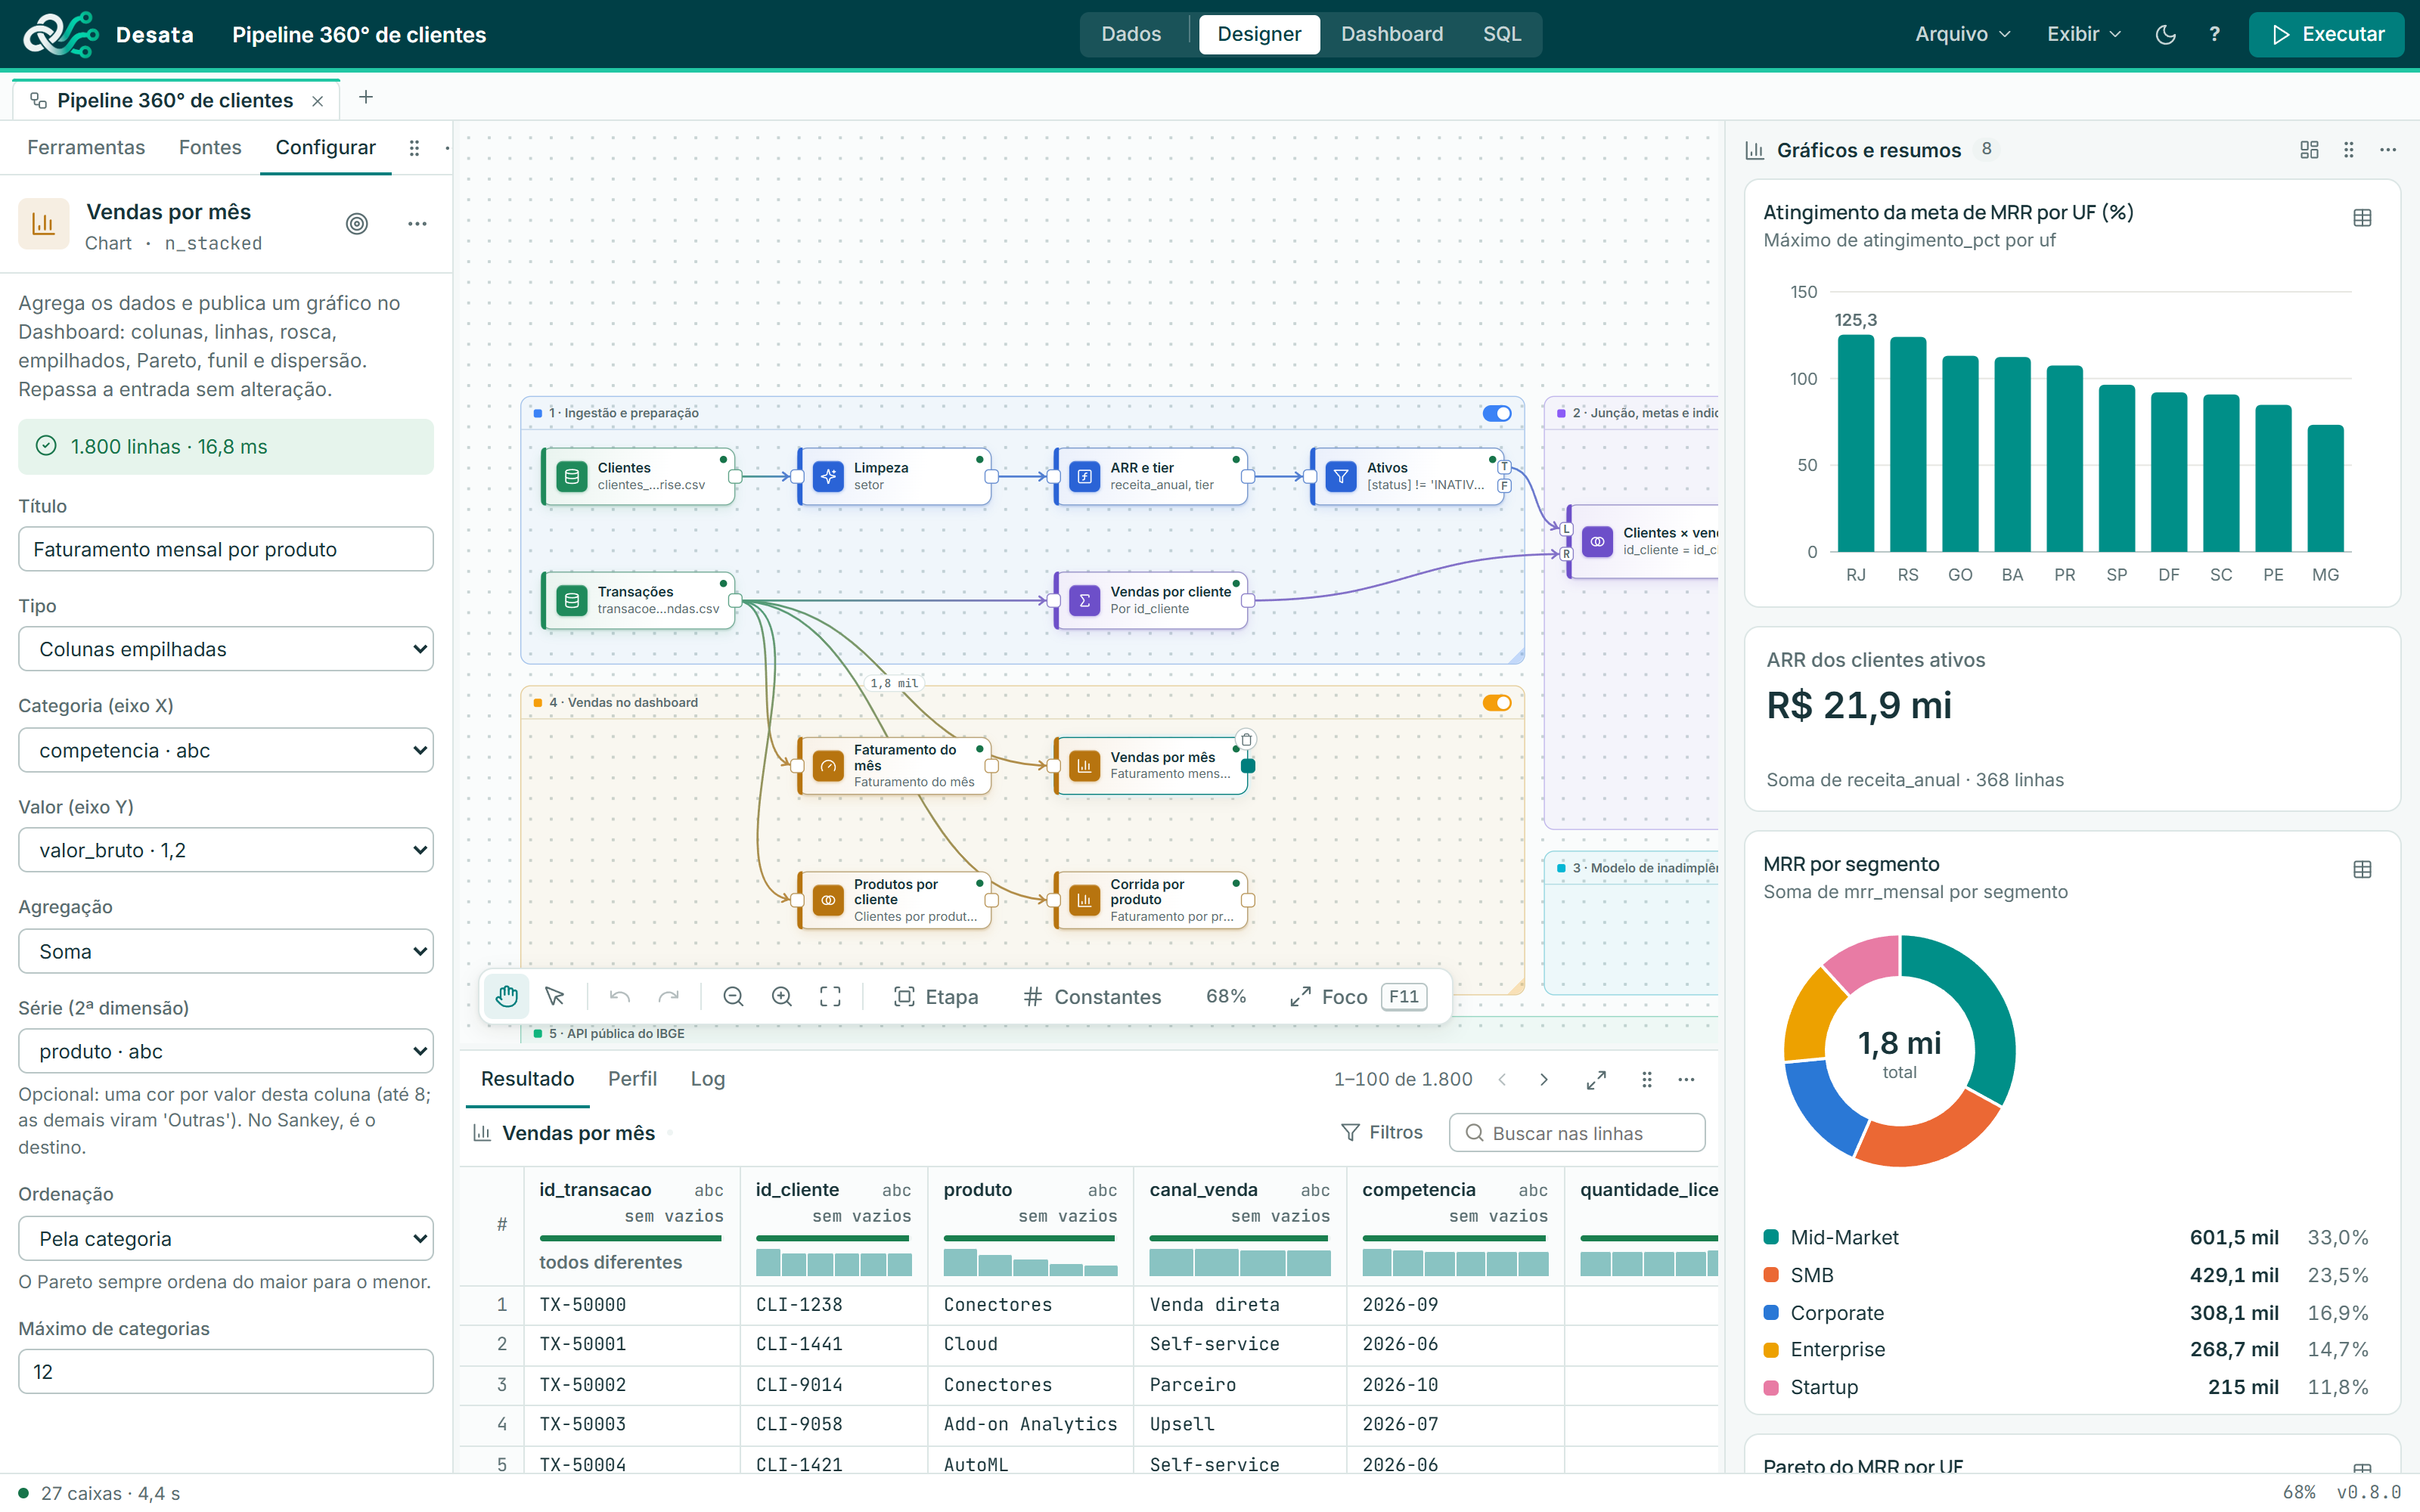 Desata
Pipeline 360° de clientes
Dados
Designer
Dashboard
SQL
Arquivo
Exibir
?
Executar
Pipeline 360° de clientes
Ferramentas
Fontes
Configurar
Vendas por mês
Chart · n_stacked
Agrega os dados e publica um gráfico no
Dashboard: colunas, linhas, rosca,
empilhados, Pareto, funil e dispersão.
Repassa a entrada sem alteração.
1.800 linhas · 16,8 ms
Título
Faturamento mensal por produto
Tipo
Colunas empilhadas
Categoria (eixo X)
competencia · abc
Valor (eixo Y)
valor_bruto · 1,2
Agregação
Soma
Série (2ª dimensão)
produto · abc
Opcional: uma cor por valor desta coluna (até 8;
as demais viram 'Outras'). No Sankey, é o
destino.
Ordenação
Pela categoria
O Pareto sempre ordena do maior para o menor.
Máximo de categorias
12
1 · Ingestão e preparação
Clientes
clientes_...rise.csv
Limpeza
setor
ARR e tier
receita_anual, tier
Ativos
[status] != 'INATIV...
T
F
Transações
transacoe...ndas.csv
Vendas por cliente
Por id_cliente
2 · Junção, metas e indic
L
R
Clientes × ven
id_cliente = id_c
1,8 mil
4 · Vendas no dashboard
Faturamento do
mês
Faturamento do mês
Vendas por mês
Faturamento mens...
Produtos por
cliente
Clientes por produt...
Corrida por
produto
Faturamento por pr...
3 · Modelo de inadimplên
Etapa
Constantes
68%
Foco
F11
5 · API pública do IBGE
Resultado
Perfil
Log
1–100 de 1.800
Vendas por mês
Filtros
Buscar nas linhas
# id_transacao abc id_cliente abc produto abc canal_venda abc competencia abc quantidade_lice
sem vazios sem vazios sem vazios sem vazios sem vazios
todos diferentes
1 TX-50000 CLI-1238 Conectores Venda direta 2026-09
2 TX-50001 CLI-1441 Cloud Self-service 2026-06
3 TX-50002 CLI-9014 Conectores Parceiro 2026-10
4 TX-50003 CLI-9058 Add-on Analytics Upsell 2026-07
5 TX-50004 CLI-1421 AutoML Self-service 2026-06
Gráficos e resumos 8
Atingimento da meta de MRR por UF (%)
Máximo de atingimento_pct por uf
150
125,3
100
50
0
RJ RS GO BA PR SP DF SC PE MG
ARR dos clientes ativos
R$ 21,9 mi
Soma de receita_anual · 368 linhas
MRR por segmento
Soma de mrr_mensal por segmento
1,8 mi
total
Mid-Market 601,5 mil 33,0%
SMB 429,1 mil 23,5%
Corporate 308,1 mil 16,9%
Enterprise 268,7 mil 14,7%
Startup 215 mil 11,8%
Pareto do MRR por UF
27 caixas · 4,4 s
68% v0.8.0